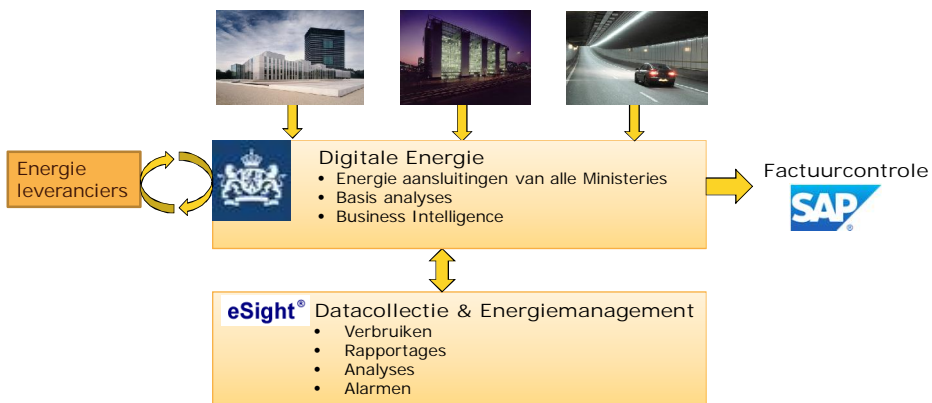 Energie
leveranciers
Digitale Energie
• Energie aansluitingen van alle Ministeries
• Basis analyses
• Business Intelligence
Factuurcontrole
SAP®
eSight® Datacollectie & Energiemanagement
• Verbruiken
• Rapportages
• Analyses
• Alarmen